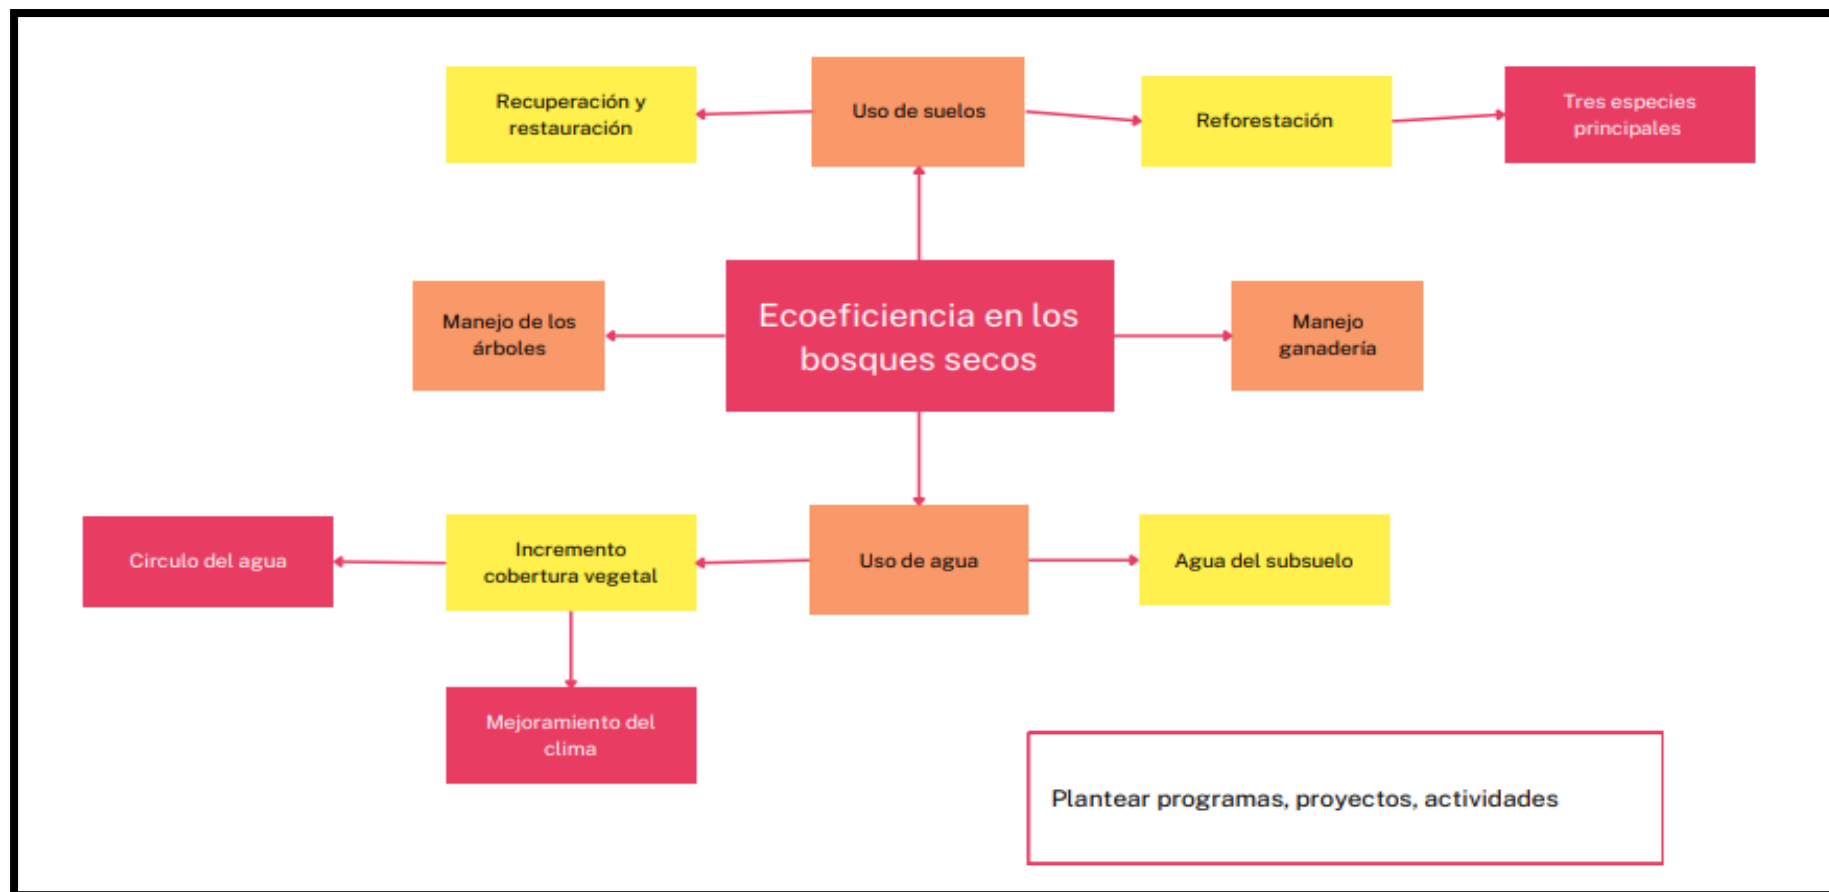 Recuperación y
restauración
Uso de suelos
Reforestación
Tres especies
principales
Manejo de los
árboles
Ecoeficiencia en los
bosques secos
Manejo
ganadería
Circulo del agua
Incremento
cobertura vegetal
Uso de agua
Agua del subsuelo
Mejoramiento del
clima
Plantear programas, proyectos, actividades